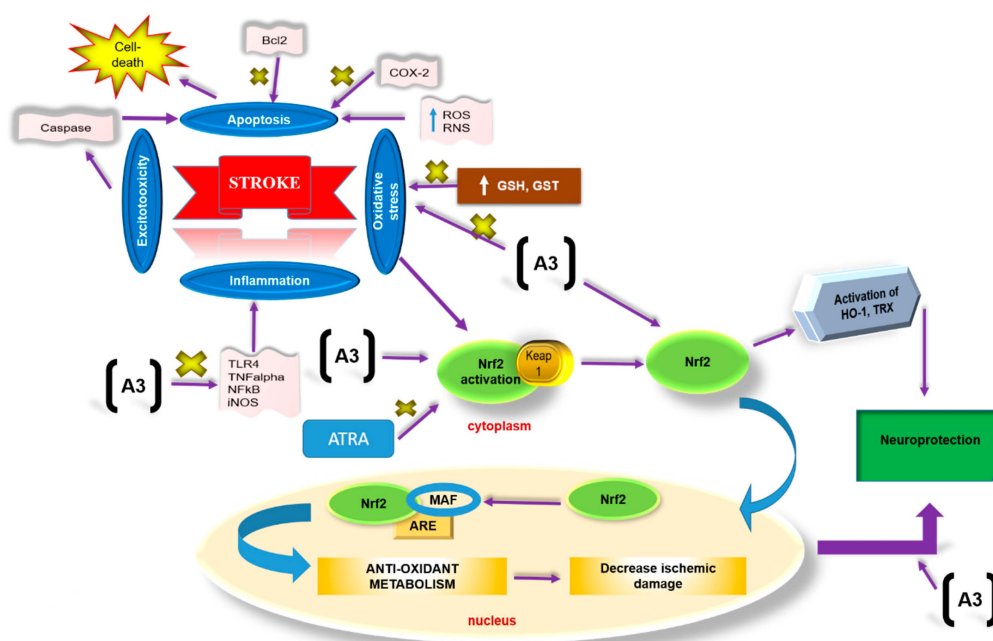 Bcl2
Cell-
death
COX-2
Caspase
Apoptosis
ROS
RNS
STROKE
Excitotooxicity
Oxidative
stress
GSH, GST
A3
Inflammation
Activation of
HO-1, TRX
TLR4
TNFalpha
NFkB
iNOS
A3
A3
Nrf2
activation
Keap
1
Nrf2
ATRA
cytoplasm
Neuroprotection
Nrf2
MAF
ARE
Nrf2
ANTI-OXIDANT
METABOLISM
Decrease ischemic
damage
A3
nucleus